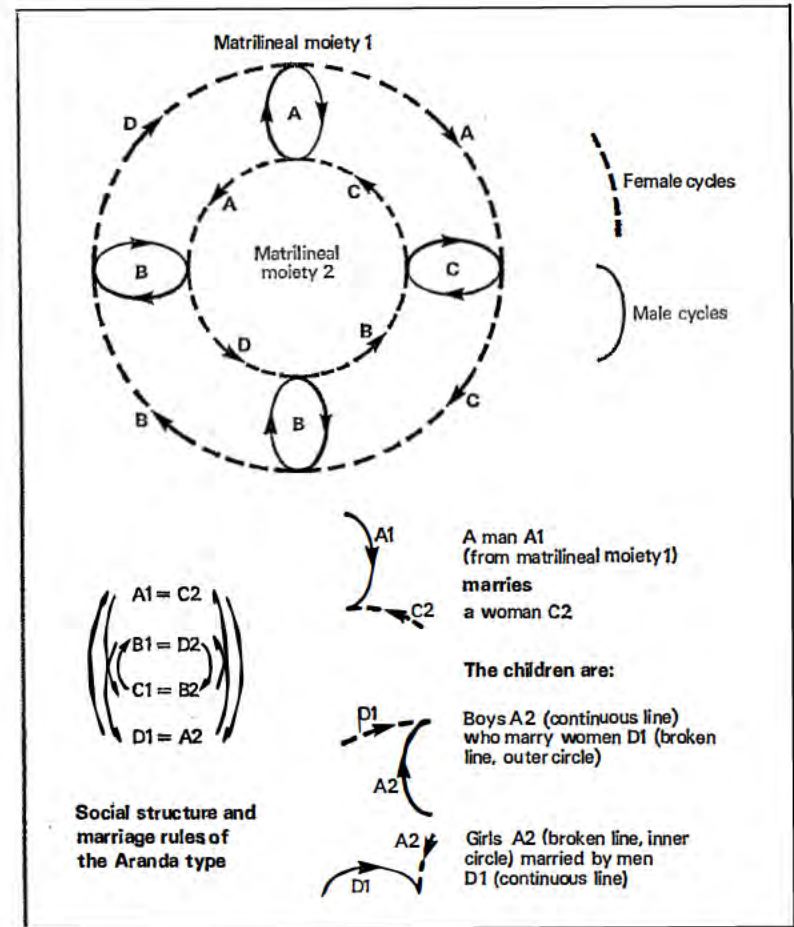 Matrilineal moiety 1
D
A
A
A
C
B
Matrilineal
moiety 2
C
D
B
B
B
C
Female cycles
Male cycles
A1
C2
A man A1
(from matrilineal moiety 1)
marries
a woman C2
A1 = C2
B1 = D2
C1 = B2
D1 = A2
Social structure and
marriage rules of
the Aranda type
The children are:
D1
A2
Boys A2 (continuous line)
who marry women D1 (broken
line, outer circle)
A2
D1
Girls A2 (broken line, inner
circle) married by men
D1 (continuous line)